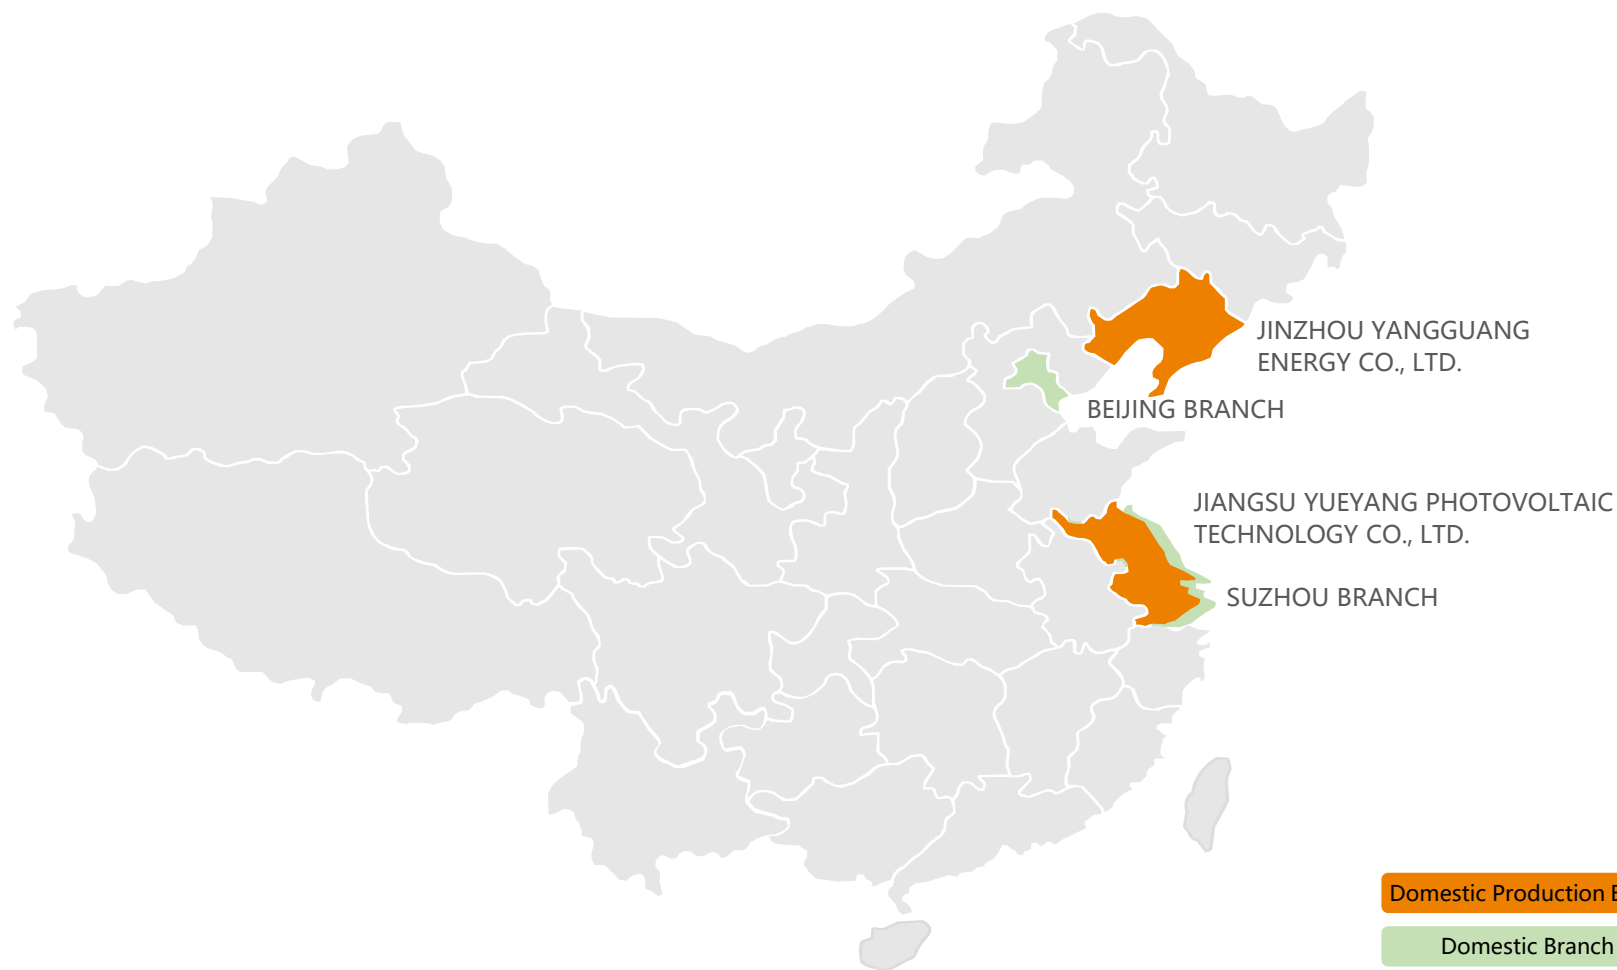 JINZHOU YANGGUANG
ENERGY CO., LTD.
BEIJING BRANCH
JIANGSU YUEYANG PHOTOVOLTAIC
TECHNOLOGY CO., LTD.
SUZHOU BRANCH
Domestic Production
Domestic Branch